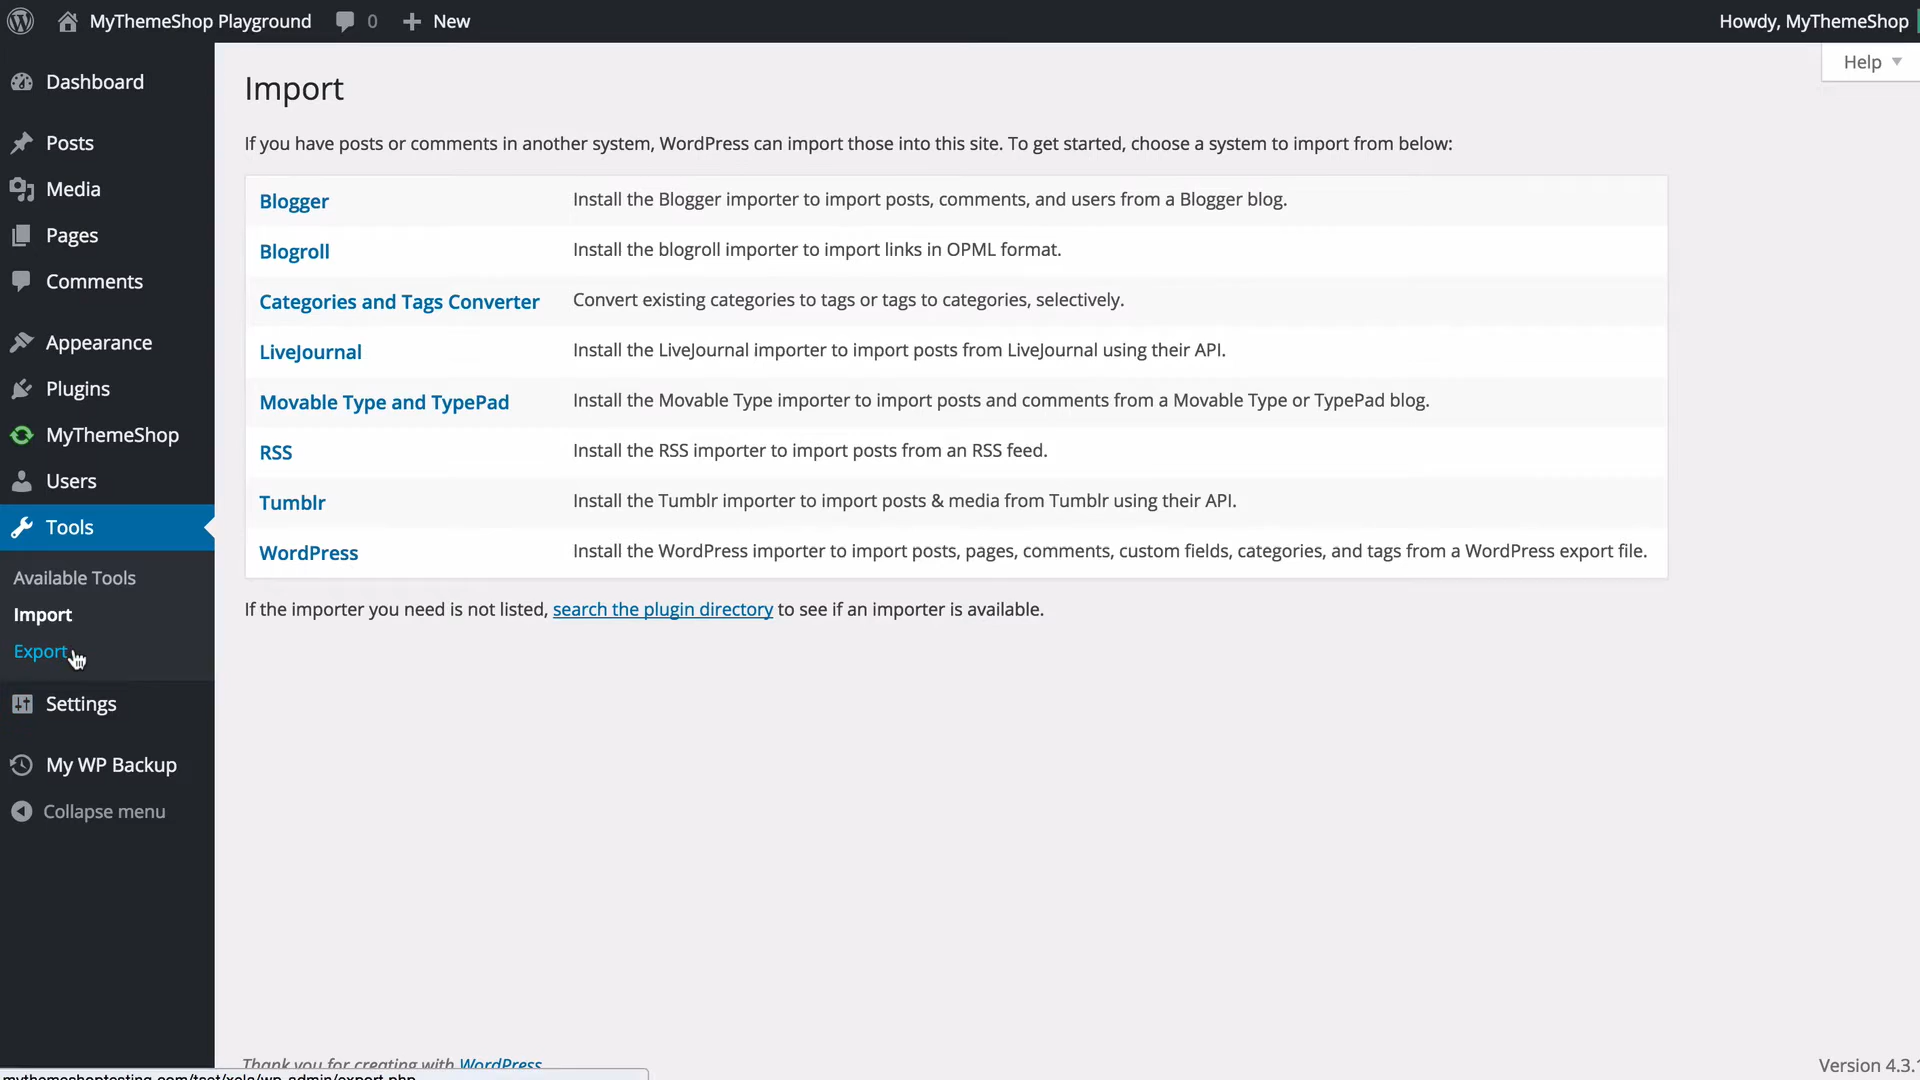 MyThemeShop Playground 0 New Howdy, MyThemeShop
Help
Dashboard
Posts
Media
Pages
Comments
Appearance
Plugins
MyThemeShop
Users
Tools
Available Tools
Import
Export
Settings
My WP Backup
Collapse menu
Import
If you have posts or comments in another system, WordPress can import those into this site. To get started, choose a system to import from below:
Blogger Install the Blogger importer to import posts, comments, and users from a Blogger blog.
Blogroll Install the blogroll importer to import links in OPML format.
Categories and Tags Converter Convert existing categories to tags or tags to categories, selectively.
LiveJournal Install the LiveJournal importer to import posts from LiveJournal using their API.
Movable Type and TypePad Install the Movable Type importer to import posts and comments from a Movable Type or TypePad blog.
RSS Install the RSS importer to import posts from an RSS feed.
Tumblr Install the Tumblr importer to import posts & media from Tumblr using their API.
WordPress Install the WordPress importer to import posts, pages, comments, custom fields, categories, and tags from a WordPress export file.
If the importer you need is not listed, search the plugin directory to see if an importer is available.
Thank you for creating with WordPress Version 4.3.